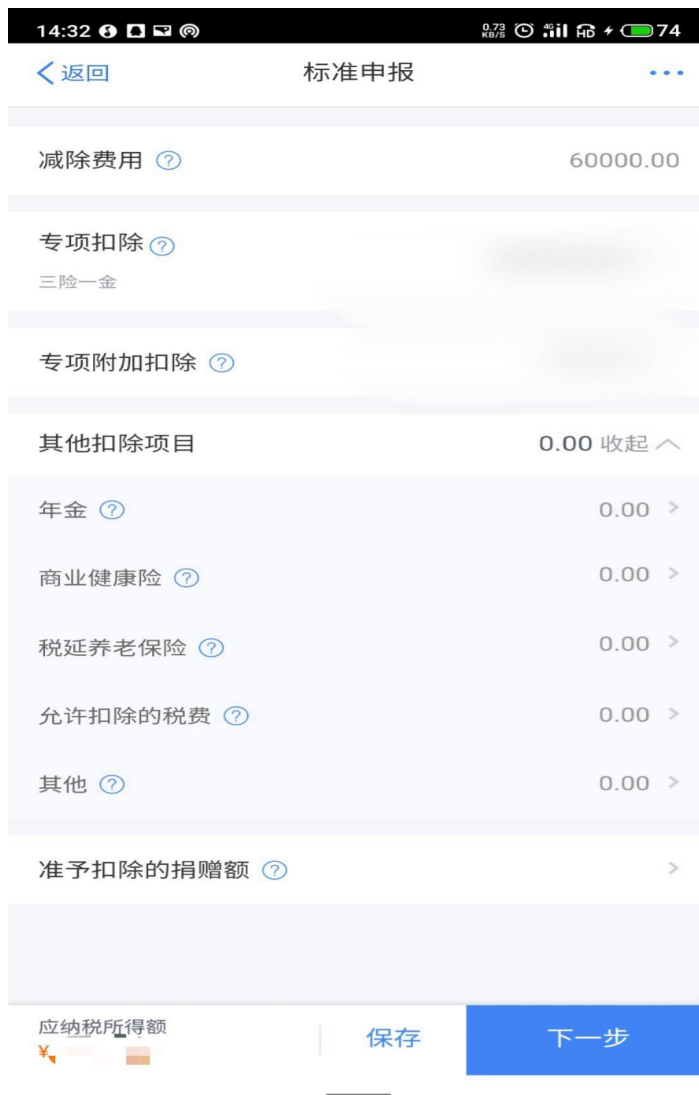 14:32 0.73 KB/S 4G HD 74
返回 标准申报
减除费用 60000.00
专项扣除
三险一金
专项附加扣除
其他扣除项目 0.00 收起
年金 0.00
商业健康险 0.00
税延养老保险 0.00
允许扣除的税费 0.00
其他 0.00
准予扣除的捐赠额
应纳税所得额
¥
保存 下一步